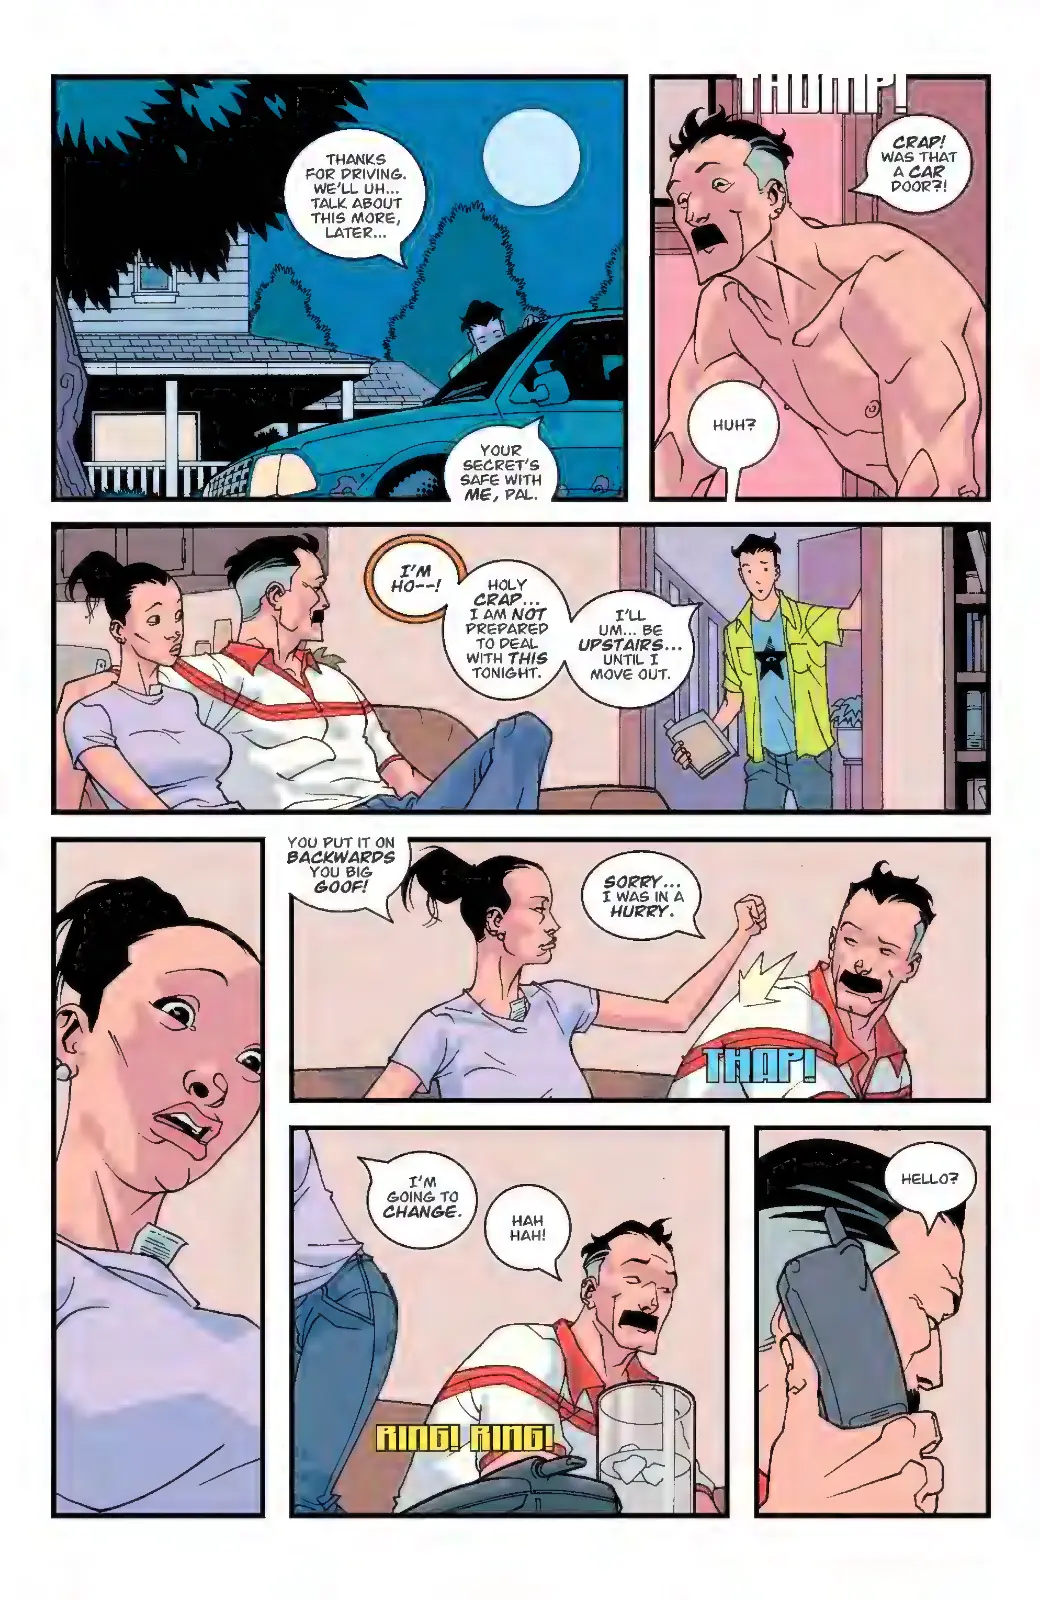 THANKS
FOR DRIVING.
WE'LL UH...
TALK ABOUT
THIS MORE,
LATER...
YOUR
SECRET'S
SAFE WITH
ME, PAL.
THUMP!
CRAP!
WAS THAT
A CAR
DOOR?!
HUH?
I'M
HO--!
HOLY
CRAP...
I AM NOT
PREPARED
TO DEAL
WITH THIS
TONIGHT.
I'LL
UM... BE
UPSTAIRS...
UNTIL I
MOVE OUT.
YOU PUT IT ON
BACKWARDS
YOU BIG
GOOF!
SORRY...
I WAS IN A
HURRY.
THAP!
I'M
GOING TO
CHANGE.
HAH
HAH!
RING! RING!
HELLO?